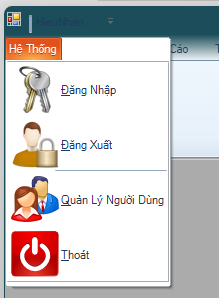 Hệ Thống
Cáo
Đăng Nhập
Đăng Xuất
Quản Lý Người Dùng
Thoát